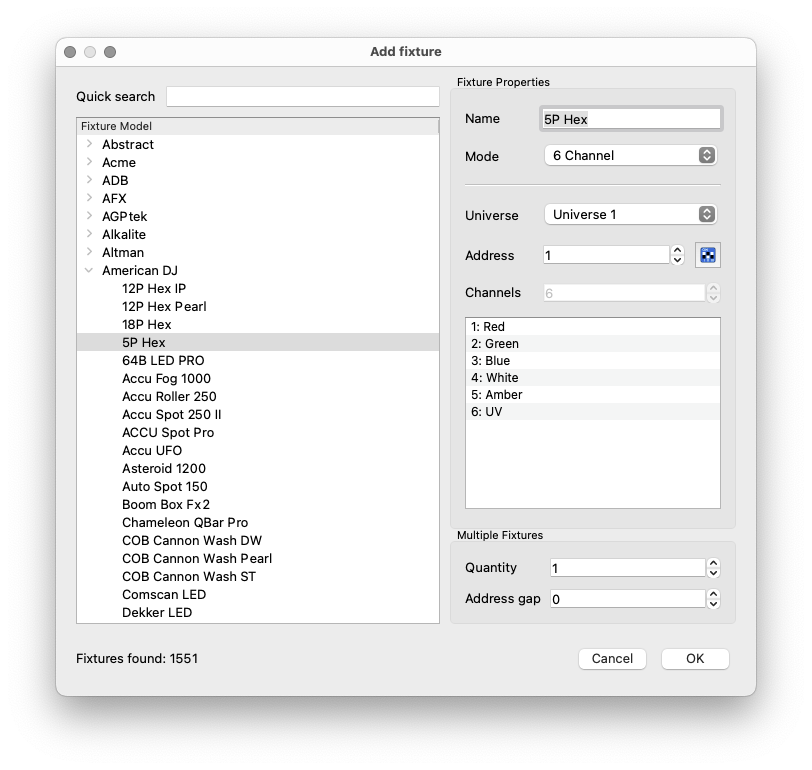 Add fixture
Quick search
Fixture Model
Abstract
Acme
ADB
AFX
AGPtek
Alkalite
Altman
American DJ
12P Hex IP
12P Hex Pearl
18P Hex
5P Hex
64B LED PRO
Accu Fog 1000
Accu Roller 250
Accu Spot 250 II
ACCU Spot Pro
Accu UFO
Asteroid 1200
Auto Spot 150
Boom Box Fx2
Chameleon QBar Pro
COB Cannon Wash DW
COB Cannon Wash Pearl
COB Cannon Wash ST
Comscan LED
Dekker LED
Fixtures found: 1551
Fixture Properties
Name 5P Hex
Mode 6 Channel
Universe Universe 1
Address 1
Channels 6
1: Red
2: Green
3: Blue
4: White
5: Amber
6: UV
Multiple Fixtures
Quantity 1
Address gap 0
Cancel OK